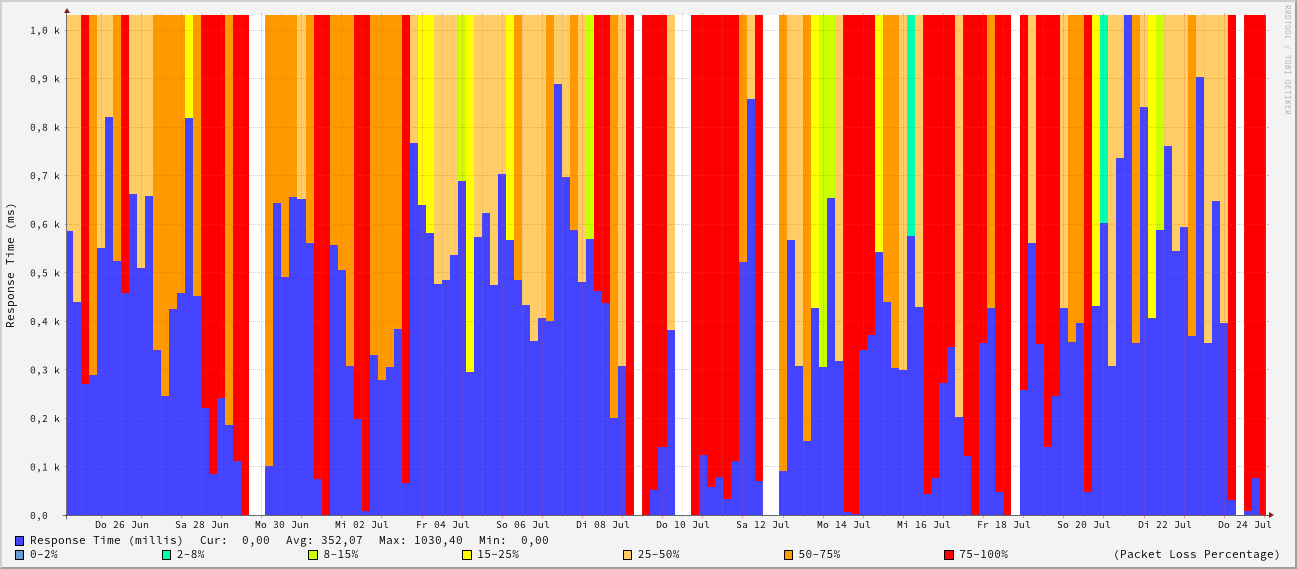 RRDTOOL / TOBI OETIKER
Response Time (ms)
1,0 k
0,9 k
0,8 k
0,7 k
0,6 k
0,5 k
0,4 k
0,3 k
0,2 k
0,1 k
0,0
Do 26 Jun Sa 28 Jun Mo 30 Jun Mi 02 Jul Fr 04 Jul So 06 Jul Di 08 Jul Do 10 Jul Sa 12 Jul Mo 14 Jul Mi 16 Jul Fr 18 Jul So 20 Jul Di 22 Jul Do 24 Jul
Response Time (millis) Cur: 0,00 Avg: 352,07 Max: 1030,40 Min: 0,00
0-2% 2-8% 8-15% 15-25% 25-50% 50-75% 75-100% (Packet Loss Percentage)